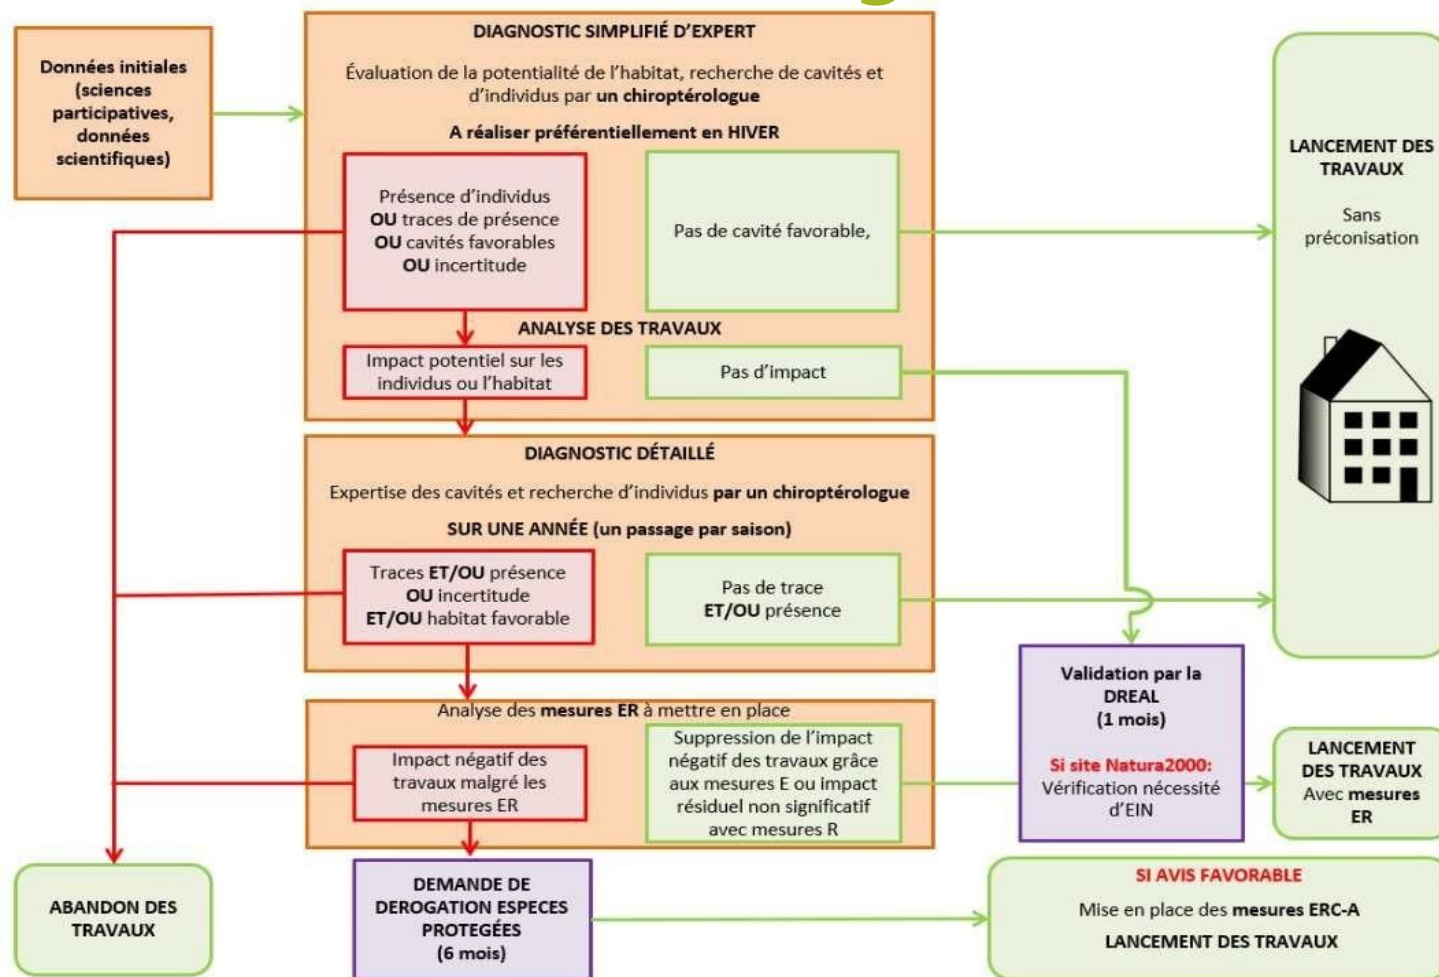 Données initiales
(sciences
participatives,
données
scientifiques)
DIAGNOSTIC SIMPLIFIÉ D'EXPERT
Évaluation de la potentialité de l'habitat, recherche de cavités et
d'individus par un chiroptérologue
A réaliser préférentiellement en HIVER
Présence d'individus
OU traces de présence
OU cavités favorables
OU incertitude
Pas de cavité favorable,
ANALYSE DES TRAVAUX
Impact potentiel sur les
individus ou l'habitat
Pas d'impact
LANCEMENT DES
TRAVAUX
Sans
préconisation
DIAGNOSTIC DÉTAILLÉ
Expertise des cavités et recherche d'individus par un chiroptérologue
SUR UNE ANNÉE (un passage par saison)
Traces ET/OU présence
OU incertitude
ET/OU habitat favorable
Pas de trace
ET/OU présence
Analyse des mesures ER à mettre en place
Impact négatif des
travaux malgré les
mesures ER
Suppression de l'impact
négatif des travaux grâce
aux mesures E ou impact
résiduel non significatif
avec mesures R
Validation par la
DREAL
(1 mois)
Si site Natura2000:
Vérification nécessité
d'EIN
LANCEMENT
DES TRAVAUX
Avec mesures
ER
ABANDON DES
TRAVAUX
DEMANDE DE
DEROGATION ESPECES
PROTEGÉES
(6 mois)
SI AVIS FAVORABLE
Mise en place des mesures ERC-A
LANCEMENT DES TRAVAUX